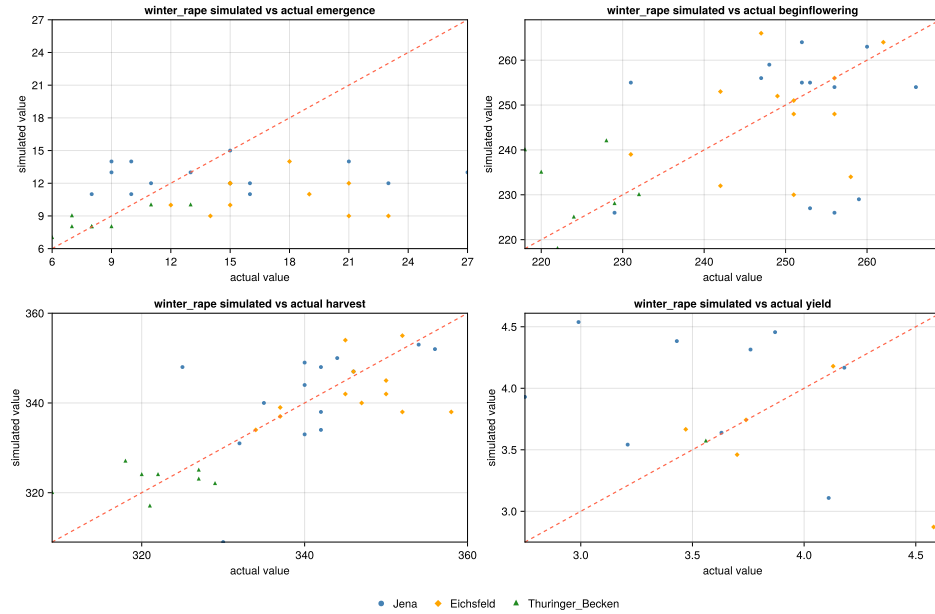 winter_rape simulated vs actual emergence
27
24
21
18
15
12
9
6
simulated value
6 9 12 15 18 21 24 27
actual value
winter_rape simulated vs actual beginflowering
260
250
240
230
220
simulated value
220 230 240 250 260
actual value
winter_rape simulated vs actual harvest
360
340
320
simulated value
320 340 360
actual value
winter_rape simulated vs actual yield
4.5
4.0
3.5
3.0
simulated value
3.0 3.5 4.0 4.5
actual value
Jena Eichsfeld Thuringer_Becken